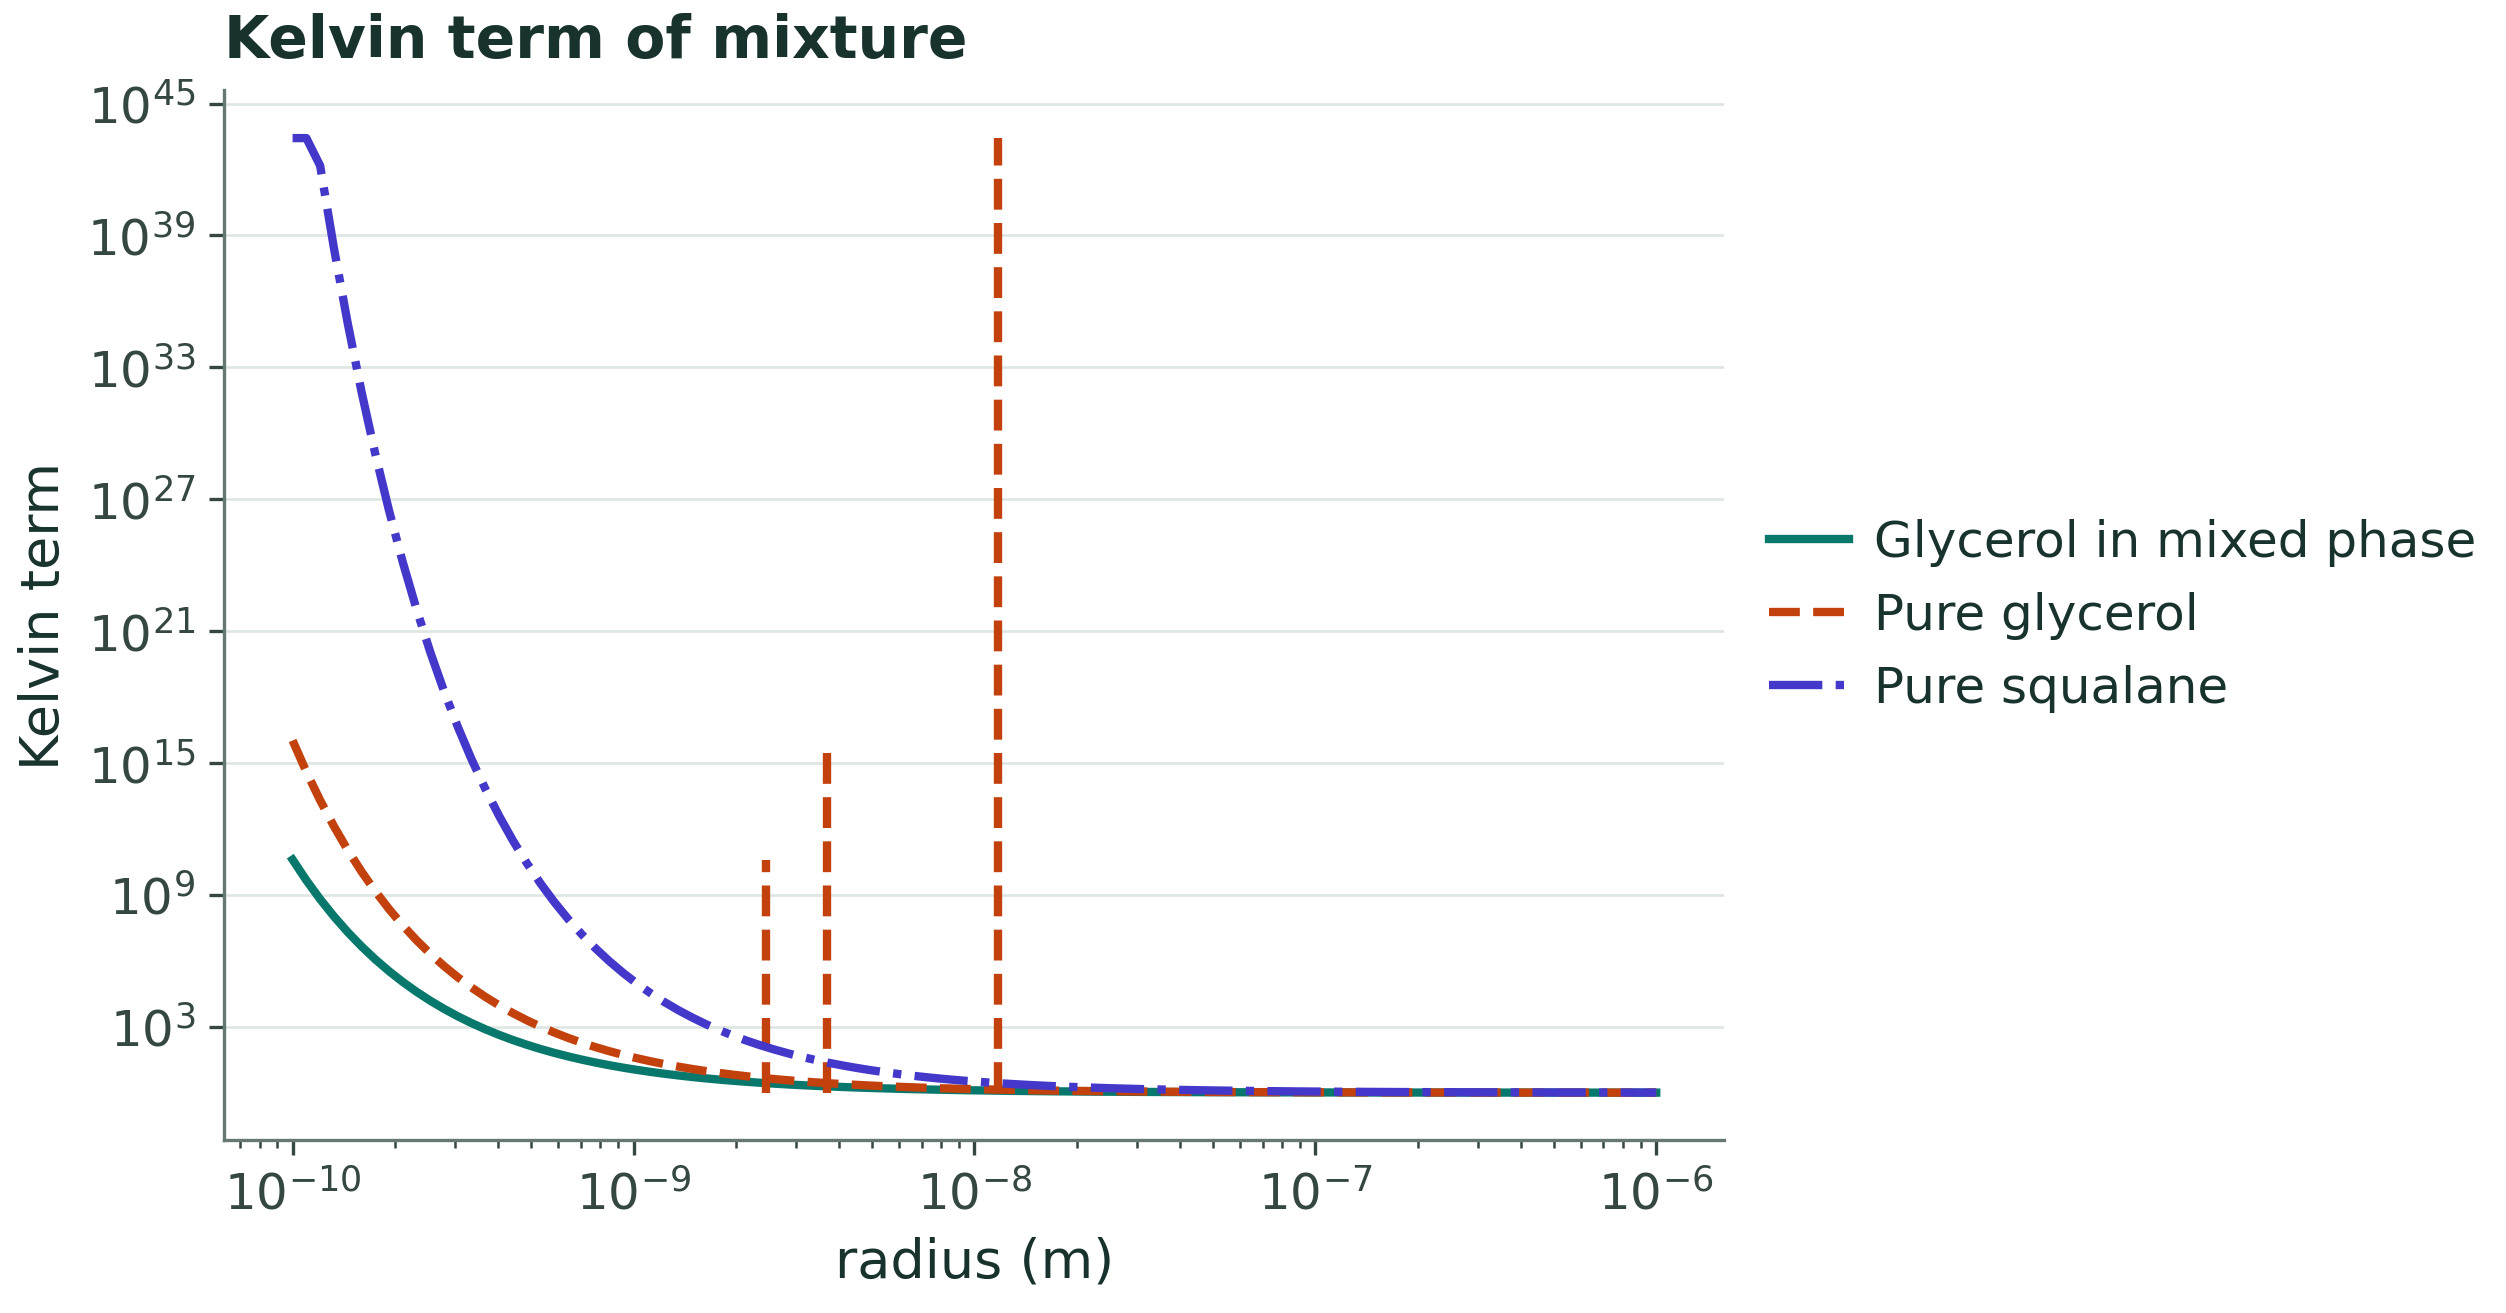 Kelvin term of mixture
Kelvin term
10^45
10^39
10^33
10^27
10^21
10^15
10^9
10^3
10^−10
10^−9
10^−8
10^−7
10^−6
radius (m)
Glycerol in mixed phase
Pure glycerol
Pure squalane